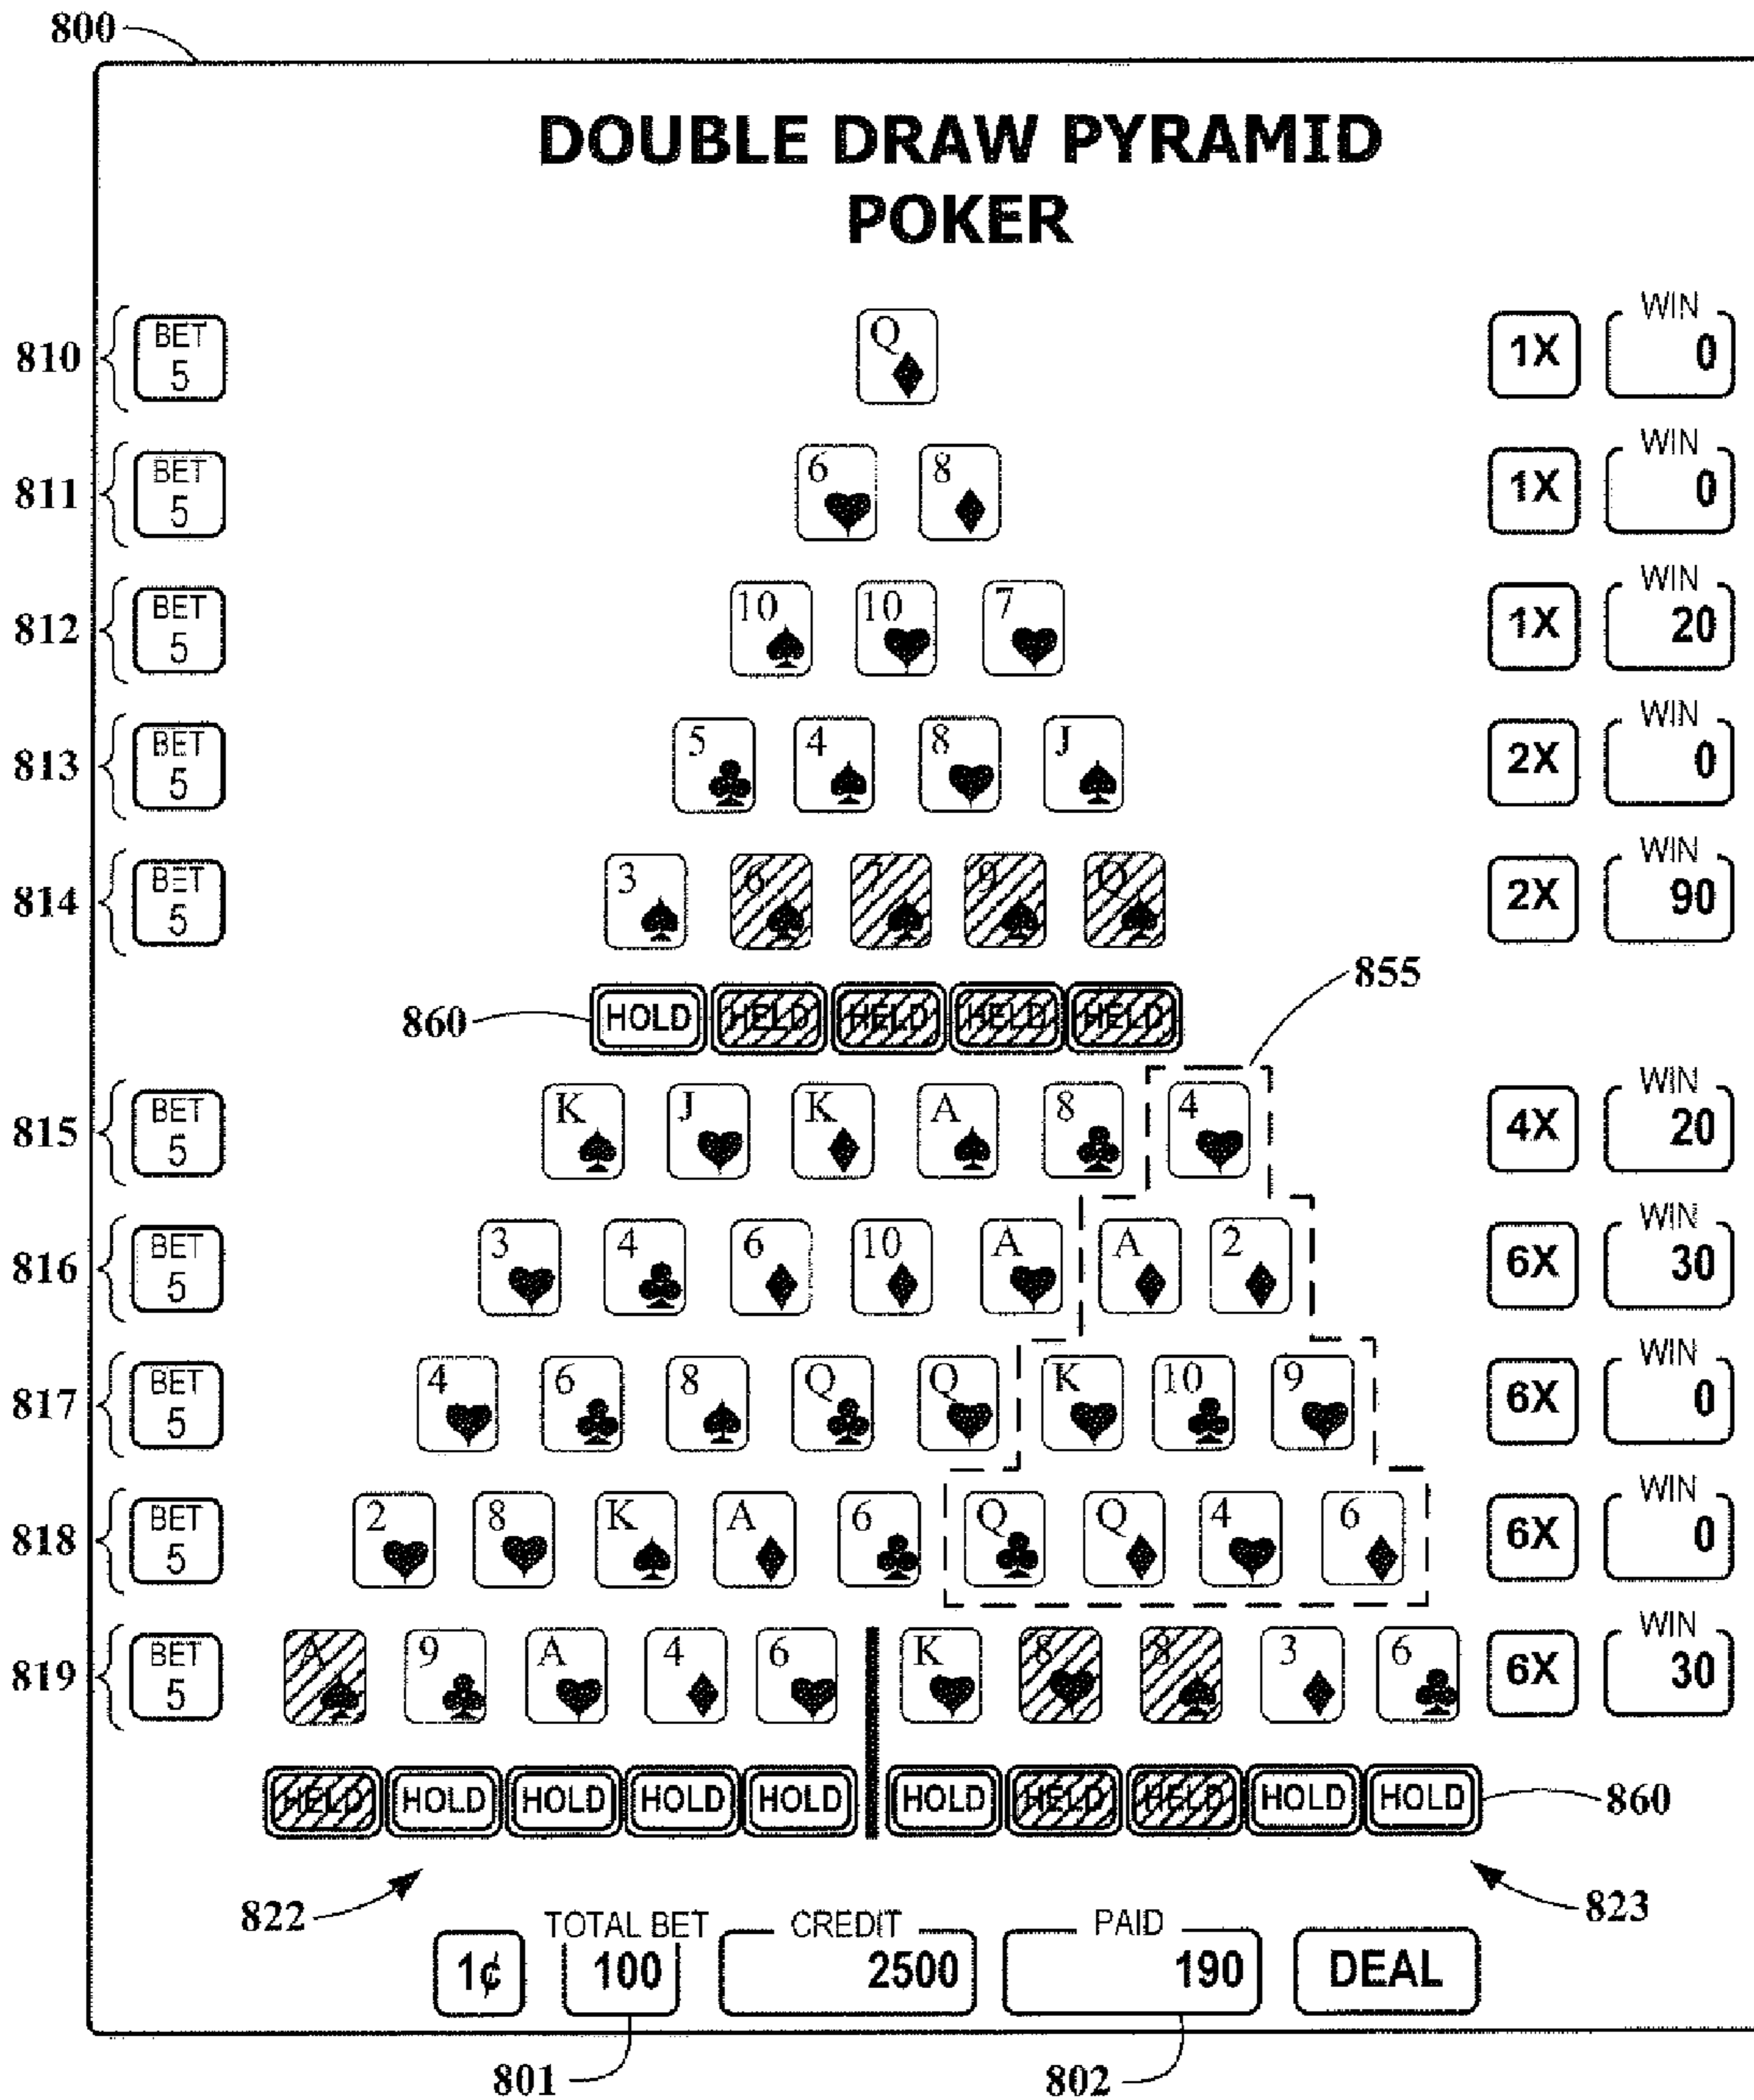 800
DOUBLE DRAW PYRAMID
POKER
810 BET 5 Q 1X WIN 0
811 BET 5 6 8 1X WIN 0
812 BET 5 10 10 7 1X WIN 20
813 BET 5 5 4 8 J 2X WIN 0
814 BET 5 3 6 7 9 Q 2X WIN 90
855
860 HOLD HELD HELD HELD HELD
815 BET 5 K J K A 8 4 4X WIN 20
816 BET 5 3 4 6 10 A A 2 6X WIN 30
817 BET 5 4 6 8 Q Q K 10 9 6X WIN 0
818 BET 5 2 8 K A 6 Q Q 4 6 6X WIN 0
819 BET 5 A 9 A 4 6 K 8 8 3 6 6X WIN 30
HELD HOLD HOLD HOLD HOLD HOLD HELD HELD HOLD HOLD 860
822 823
TOTAL BET CREDIT PAID
1¢ 100 2500 190 DEAL
801 802